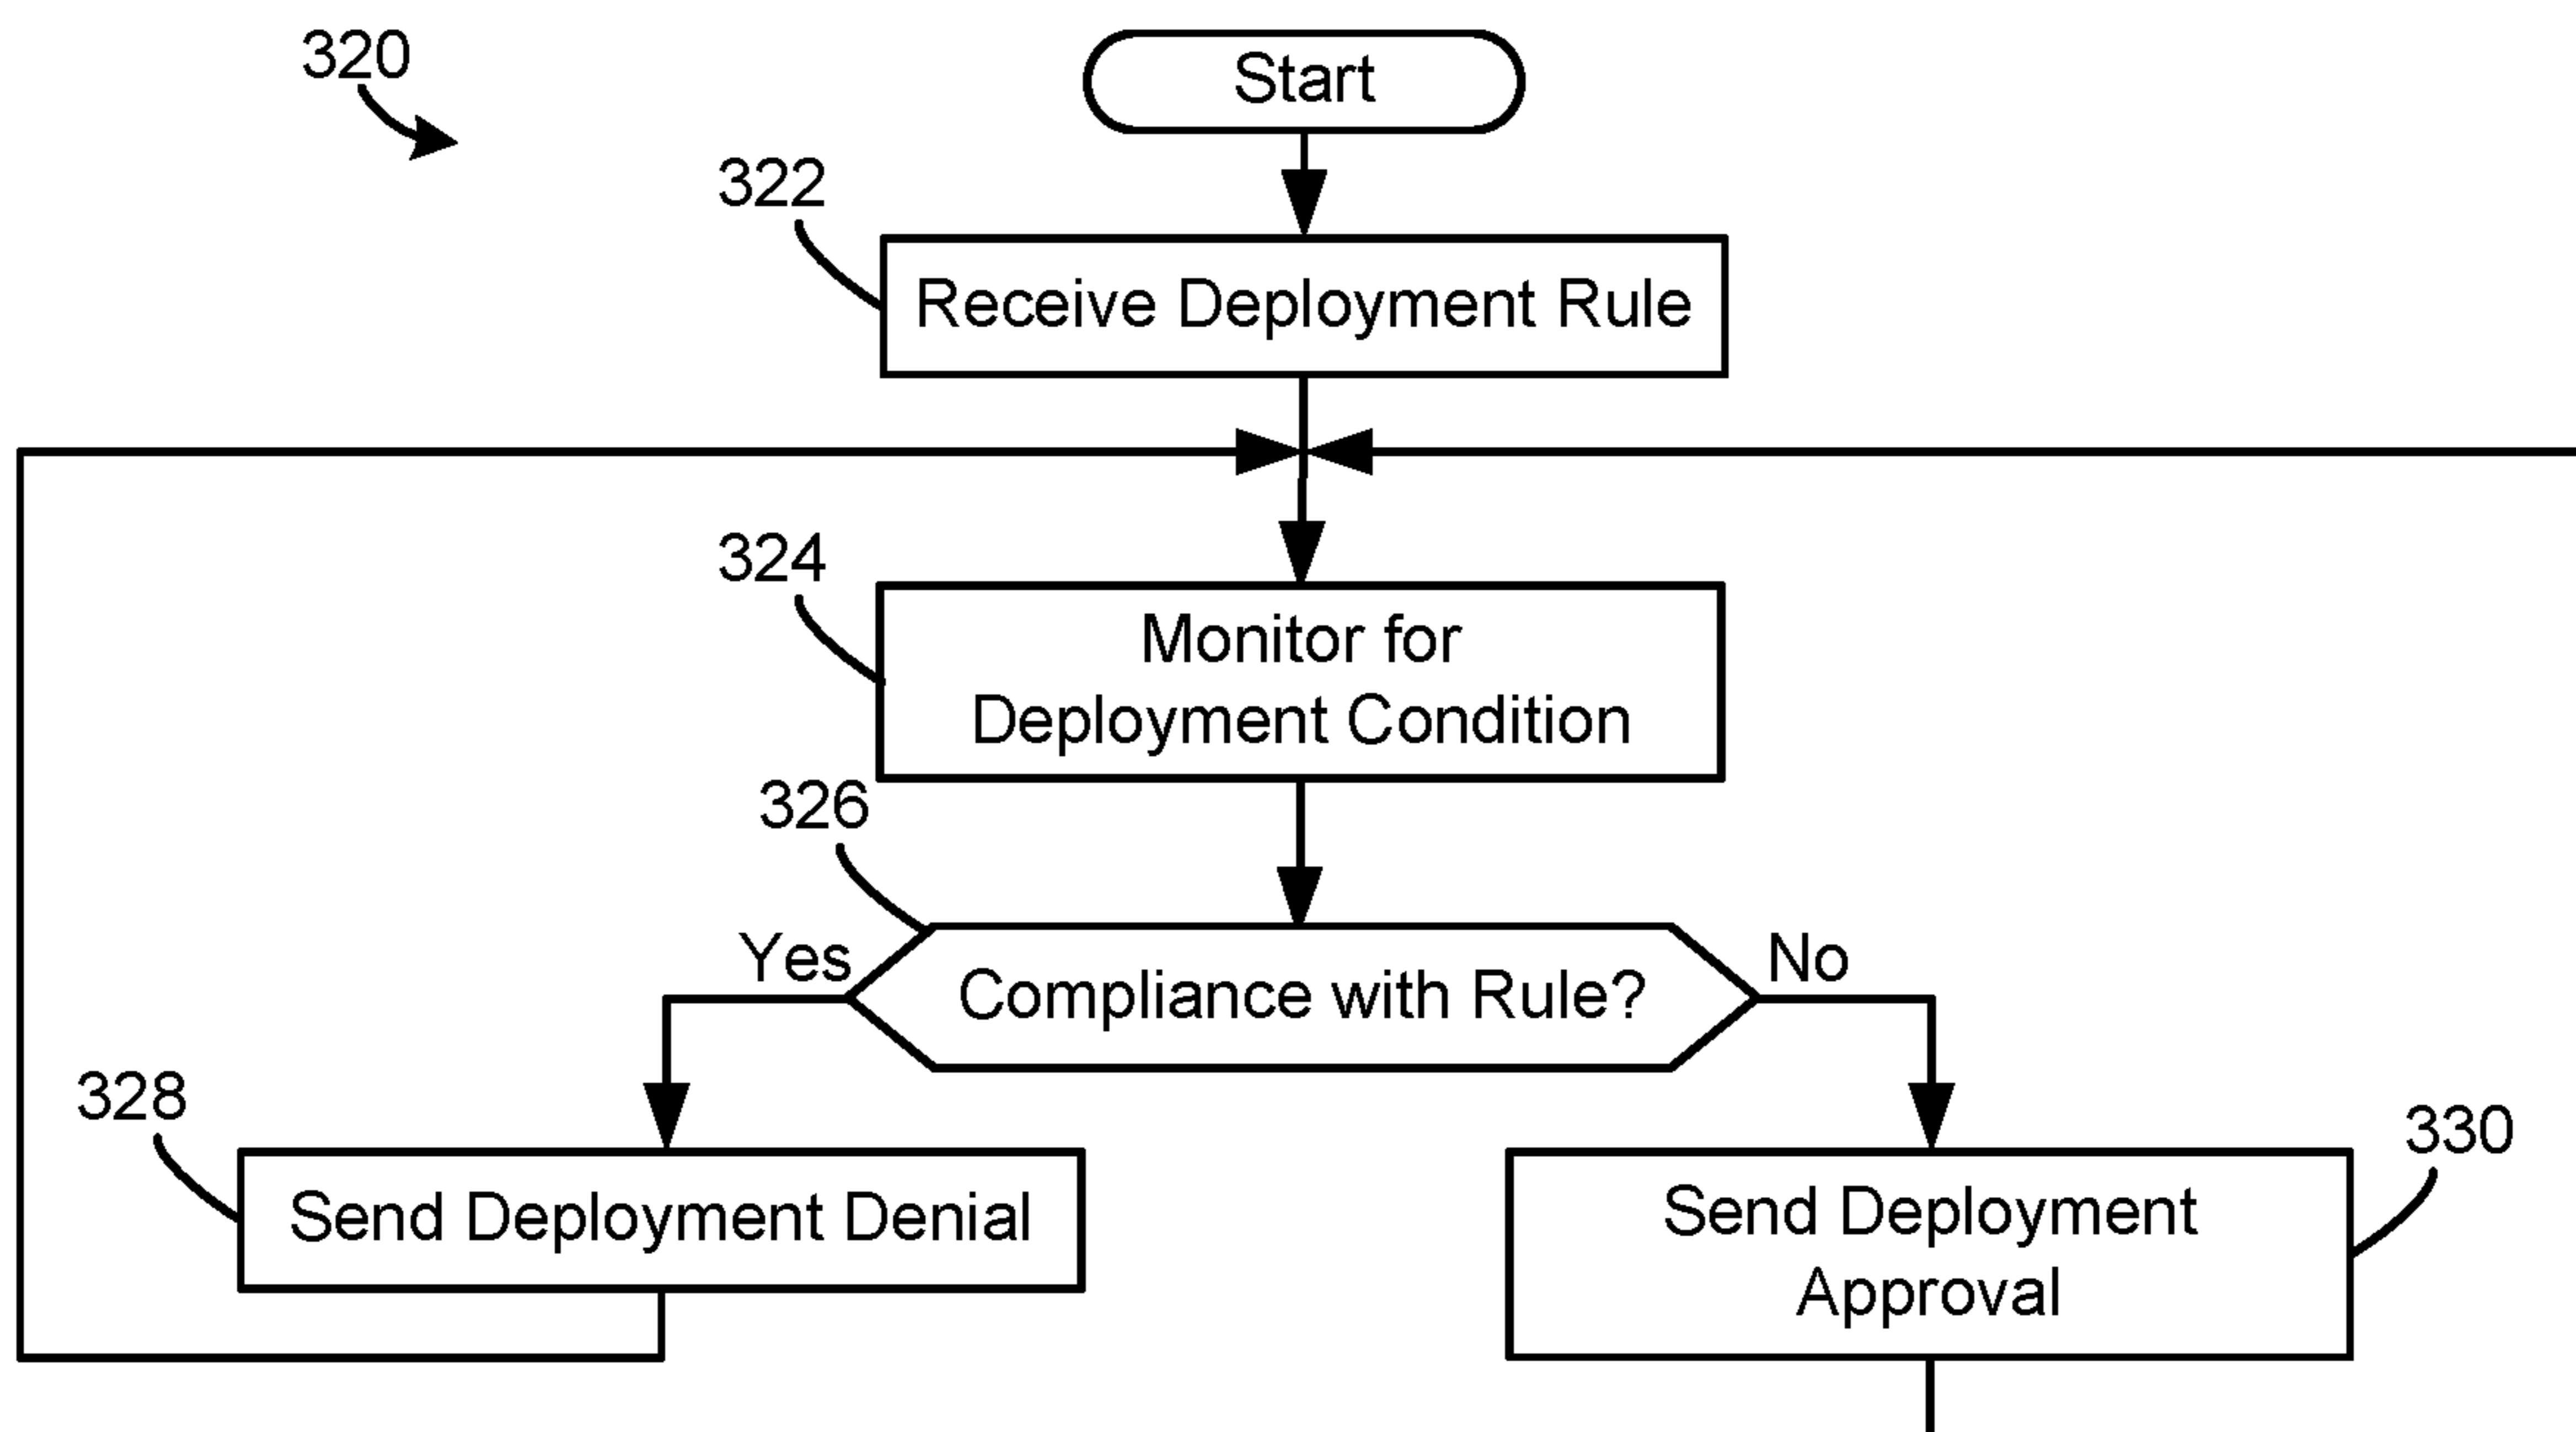 320
Start
322
Receive Deployment Rule
324
Monitor for
Deployment Condition
326
Yes
Compliance with Rule?
No
328
Send Deployment Denial
330
Send Deployment
Approval